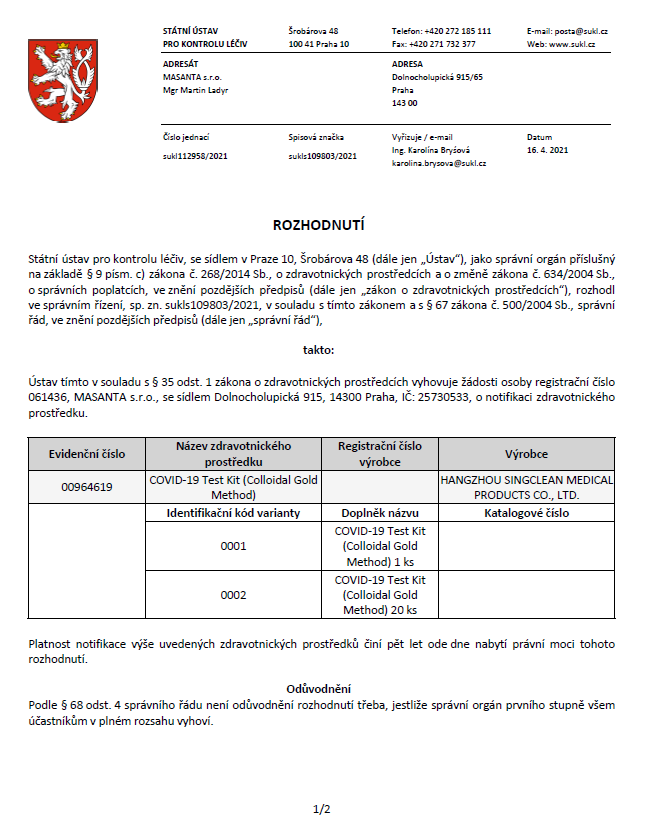 STÁTNÍ ÚSTAV
PRO KONTROLU LÉČIV
Šrobárova 48
100 41 Praha 10
Telefon: +420 272 185 111
Fax: +420 271 732 377
E-mail: posta@sukl.cz
Web: www.sukl.cz
ADRESÁT
MASANTA s.r.o.
Mgr Martin Ladyr
ADRESA
Dolnocholupická 915/65
Praha
143 00
Číslo jednací
sukl112958/2021
Spisová značka
sukls109803/2021
Vyřizuje / e-mail
Ing. Karolína Bryšová
karolina.brysova@sukl.cz
Datum
16. 4. 2021
ROZHODNUTÍ
Státní ústav pro kontrolu léčiv, se sídlem v Praze 10, Šrobárova 48 (dále jen „Ústav“), jako správní orgán příslušný
na základě § 9 písm. c) zákona č. 268/2014 Sb., o zdravotnických prostředcích a o změně zákona č. 634/2004 Sb.,
o správních poplatcích, ve znění pozdějších předpisů (dále jen „zákon o zdravotnických prostředcích“), rozhodl
ve správním řízení, sp. zn. sukls109803/2021, v souladu s tímto zákonem a s § 67 zákona č. 500/2004 Sb., správní
řád, ve znění pozdějších předpisů (dále jen „správní řád“),
takto:
Ústav tímto v souladu s § 35 odst. 1 zákona o zdravotnických prostředcích vyhovuje žádosti osoby registrační číslo
061436, MASANTA s.r.o., se sídlem Dolnocholupická 915, 14300 Praha, IČ: 25730533, o notifikaci zdravotnického
prostředku.
Evidenční číslo
Název zdravotnického
prostředku
Registrační číslo
výrobce
Výrobce
00964619
COVID-19 Test Kit (Colloidal Gold
Method)
HANGZHOU SINGCLEAN MEDICAL
PRODUCTS CO., LTD.
Identifikační kód varianty
Doplněk názvu
Katalogové číslo
0001
COVID-19 Test Kit
(Colloidal Gold
Method) 1 ks
0002
COVID-19 Test Kit
(Colloidal Gold
Method) 20 ks
Platnost notifikace výše uvedených zdravotnických prostředků činí pět let ode dne nabytí právní moci tohoto
rozhodnutí.
Odůvodnění
Podle § 68 odst. 4 správního řádu není odůvodnění rozhodnutí třeba, jestliže správní orgán prvního stupně všem
účastníkům v plném rozsahu vyhoví.
1/2